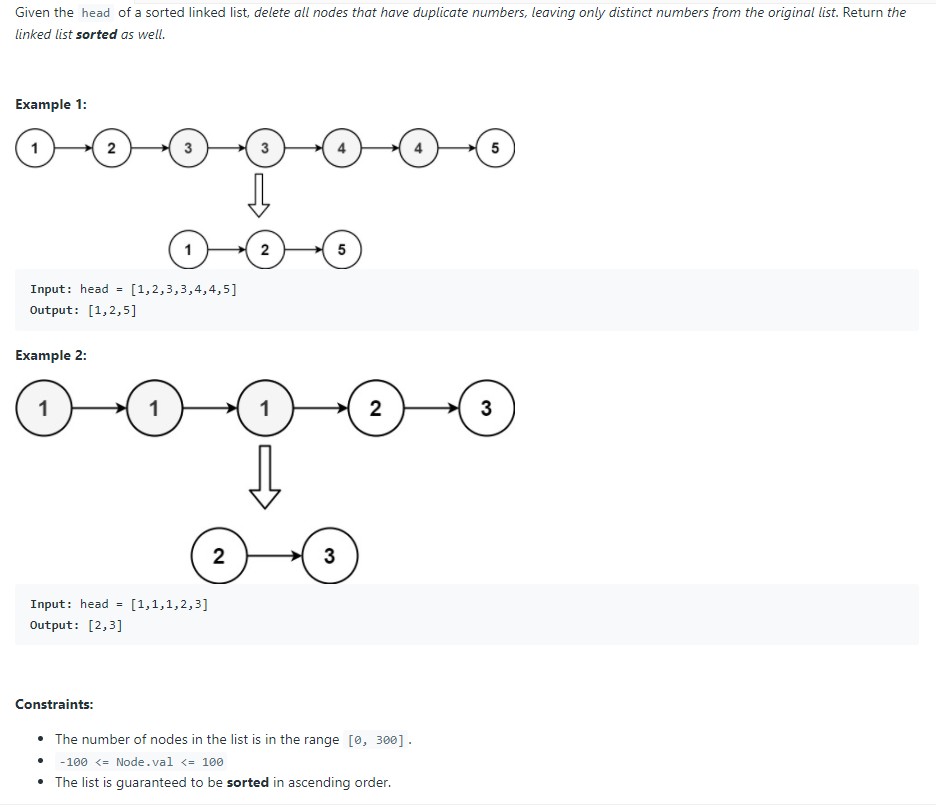 Given the head of a sorted linked list, delete all nodes that have duplicate numbers, leaving only distinct numbers from the original list. Return the
linked list sorted as well.
Example 1:
1 2 3 3 4 4 5
1 2 5
Input: head = [1,2,3,3,4,4,5]
Output: [1,2,5]
Example 2:
1 1 1 2 3
2 3
Input: head = [1,1,1,2,3]
Output: [2,3]
Constraints:
• The number of nodes in the list is in the range [0, 300].
• -100 <= Node.val <= 100
• The list is guaranteed to be sorted in ascending order.